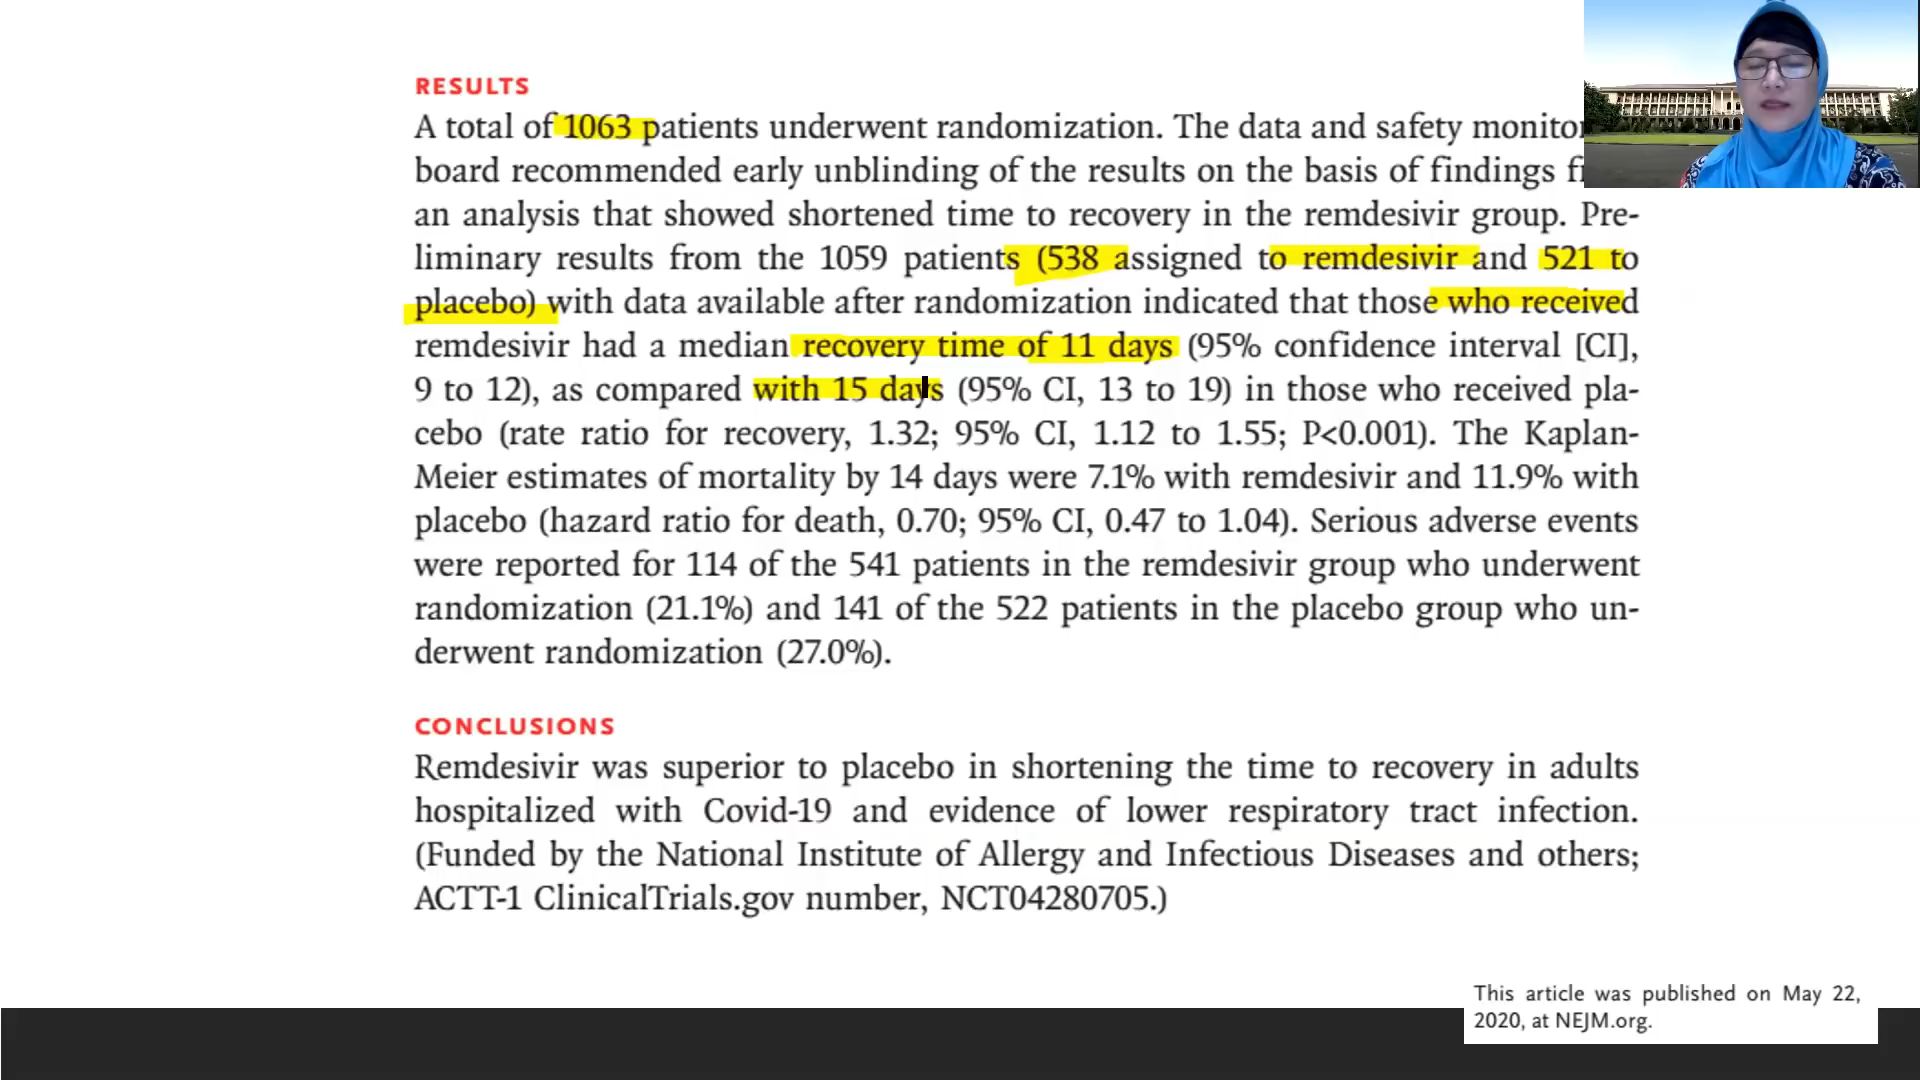 RESULTS
A total of 1063 patients underwent randomization. The data and safety monito
board recommended early unblinding of the results on the basis of findings
an analysis that showed shortened time to recovery in the remdesivir group. Pre-
liminary results from the 1059 patients (538 assigned to remdesivir and 521 to
placebo) with data available after randomization indicated that those who received
remdesivir had a median recovery time of 11 days (95% confidence interval [CI],
9 to 12), as compared with 15 days (95% CI, 13 to 19) in those who received pla-
cebo (rate ratio for recovery, 1.32; 95% CI, 1.12 to 1.55; P<0.001). The Kaplan-
Meier estimates of mortality by 14 days were 7.1% with remdesivir and 11.9% with
placebo (hazard ratio for death, 0.70; 95% CI, 0.47 to 1.04). Serious adverse events
were reported for 114 of the 541 patients in the remdesivir group who underwent
randomization (21.1%) and 141 of the 522 patients in the placebo group who un-
derwent randomization (27.0%).
CONCLUSIONS
Remdesivir was superior to placebo in shortening the time to recovery in adults
hospitalized with Covid-19 and evidence of lower respiratory tract infection.
(Funded by the National Institute of Allergy and Infectious Diseases and others;
ACTT-1 ClinicalTrials.gov number, NCT04280705.)
This article was published on May 22,
2020, at NEJM.org.